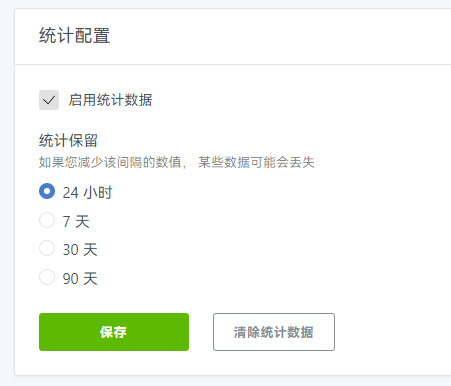 统计配置
启用统计数据
统计保留
如果您减少该间隔的数值， 某些数据可能会丢失
24 小时
7 天
30 天
90 天
保存
清除统计数据